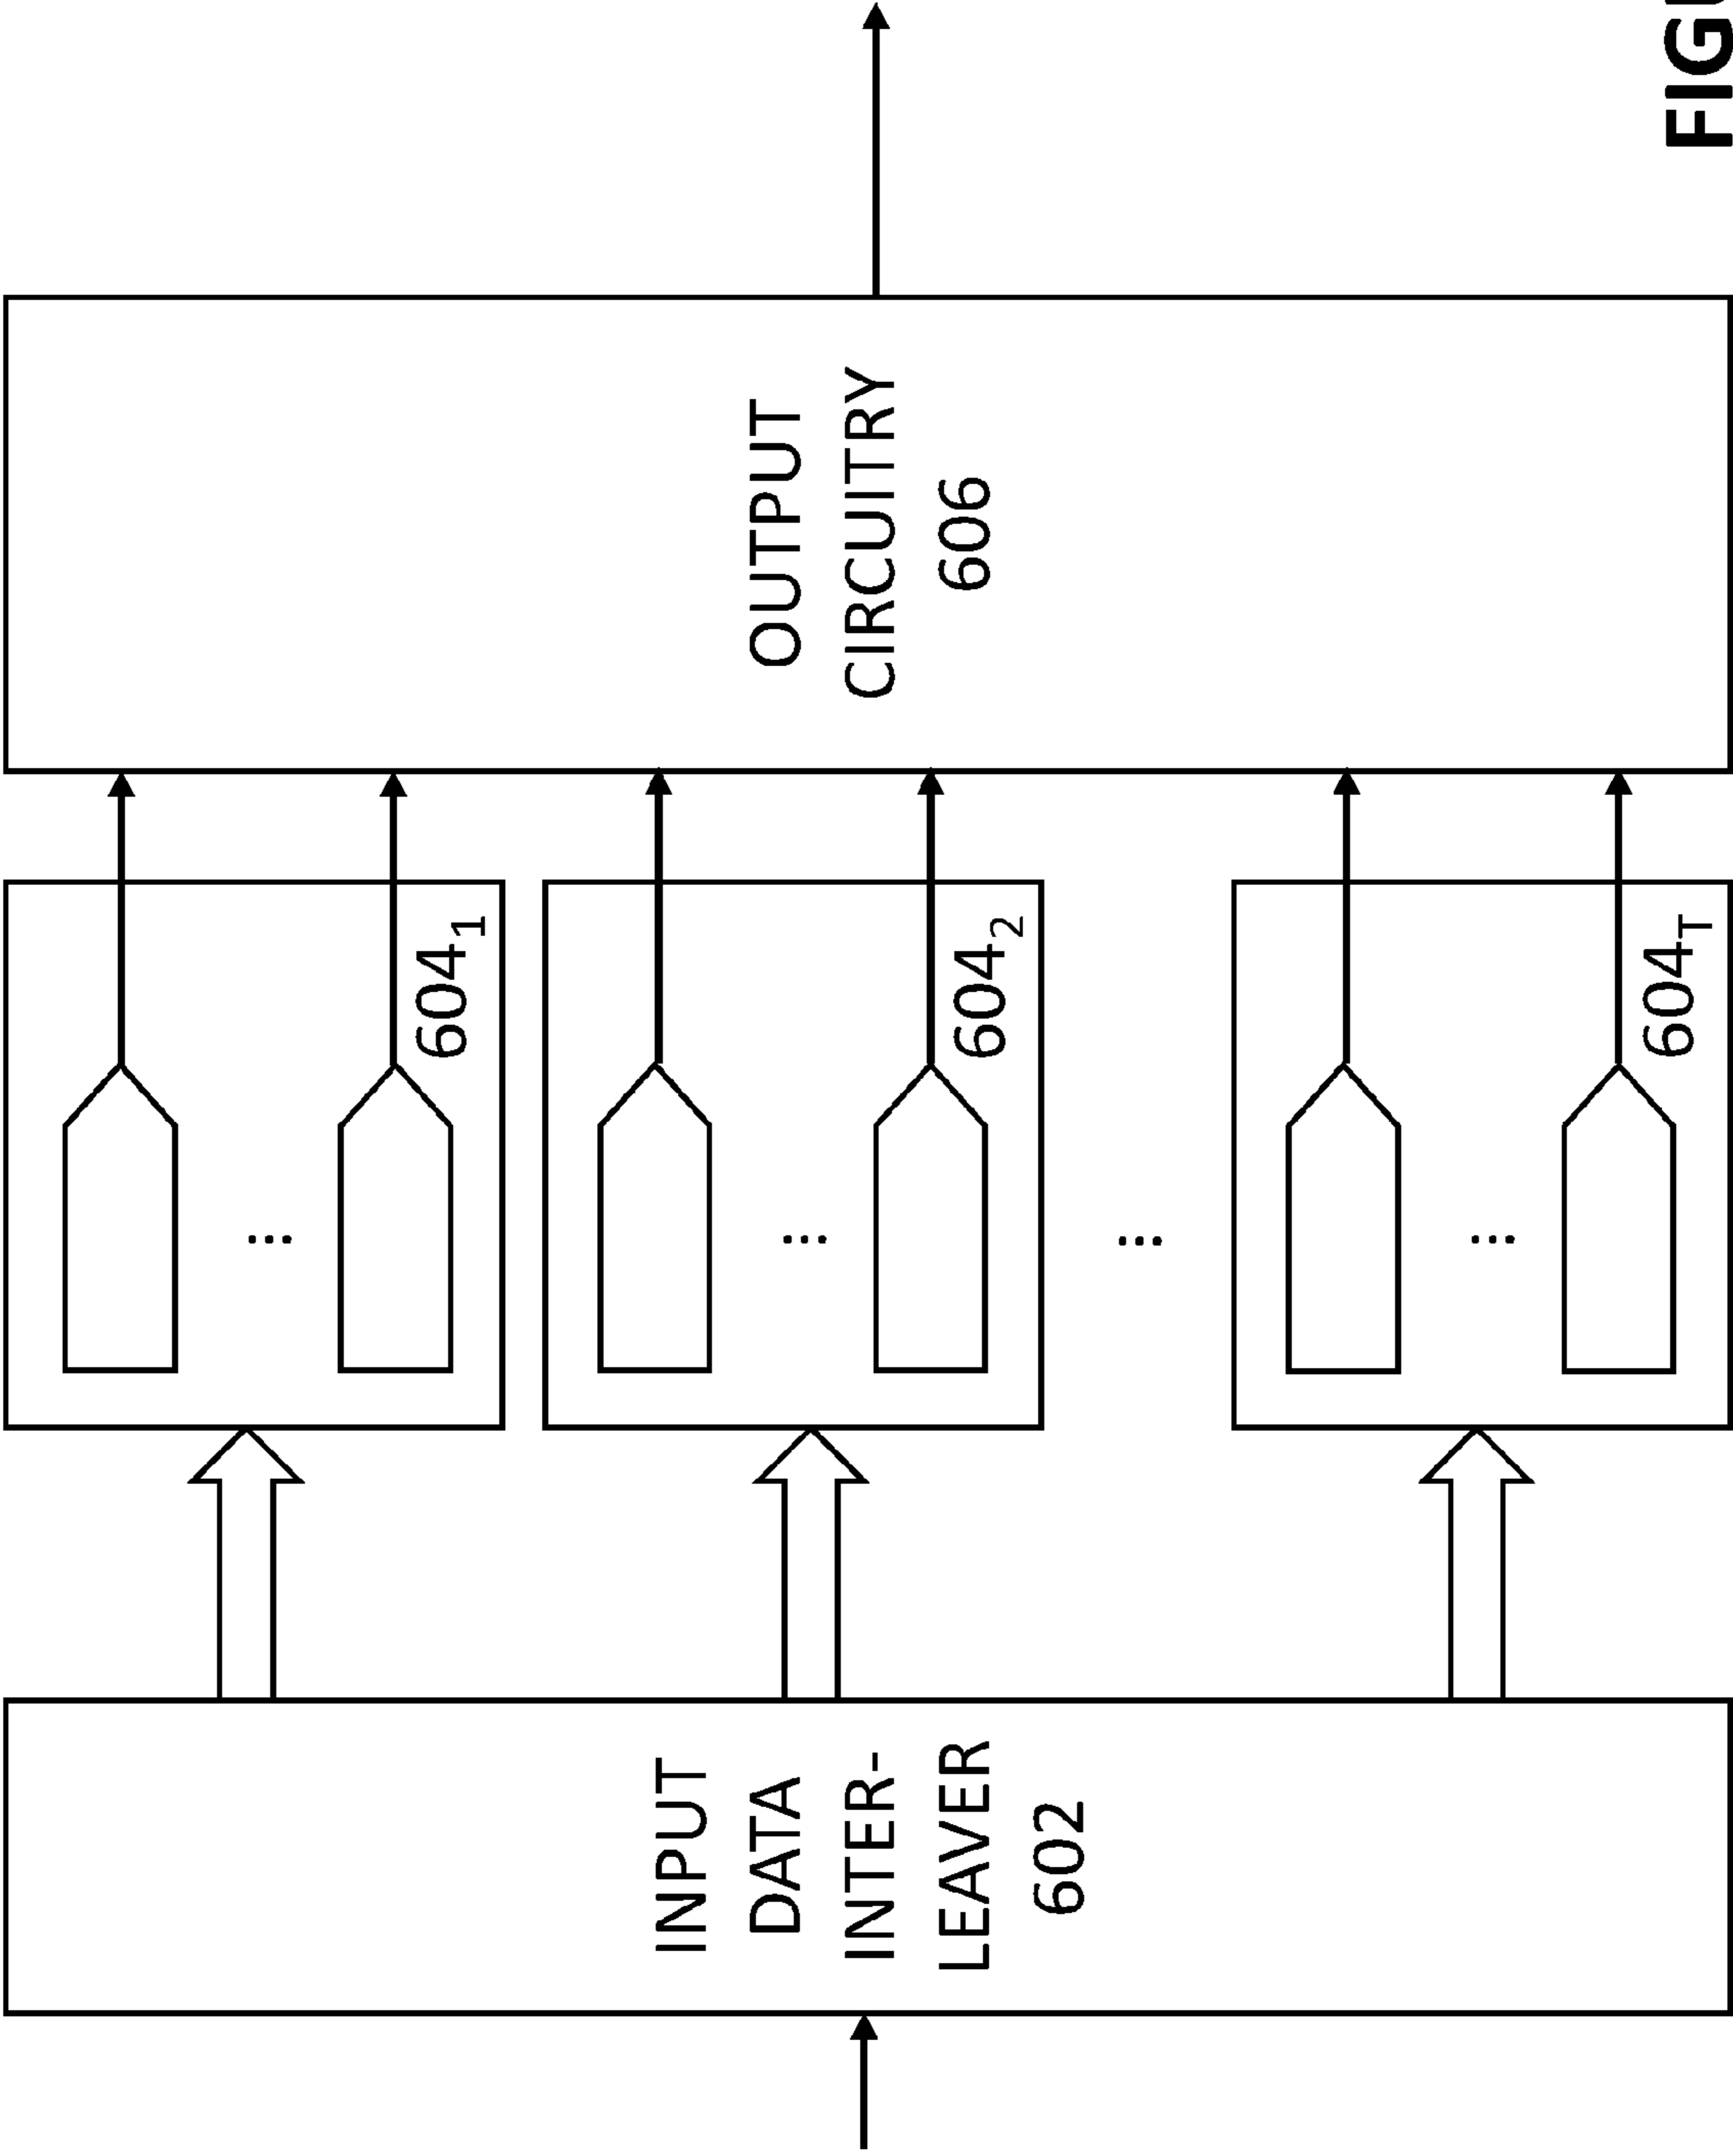 INPUT
DATA
INTER-
LEAVER
602
604₁
604₂
604T
OUTPUT
CIRCUITRY
606